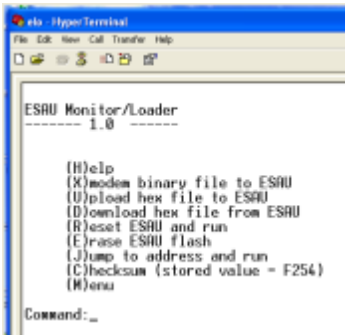 elo - HyperTerminal
File Edit View Call Transfer Help
ESAU Monitor/Loader
------- 1.0 ------
(H)elp
(X)modem binary file to ESAU
(U)pload hex file to ESAU
(D)ownload hex file from ESAU
(R)eset ESAU and run
(E)rase ESAU flash
(J)ump to address and run
(C)hecksum (stored value = F254)
(M)enu
Command:_